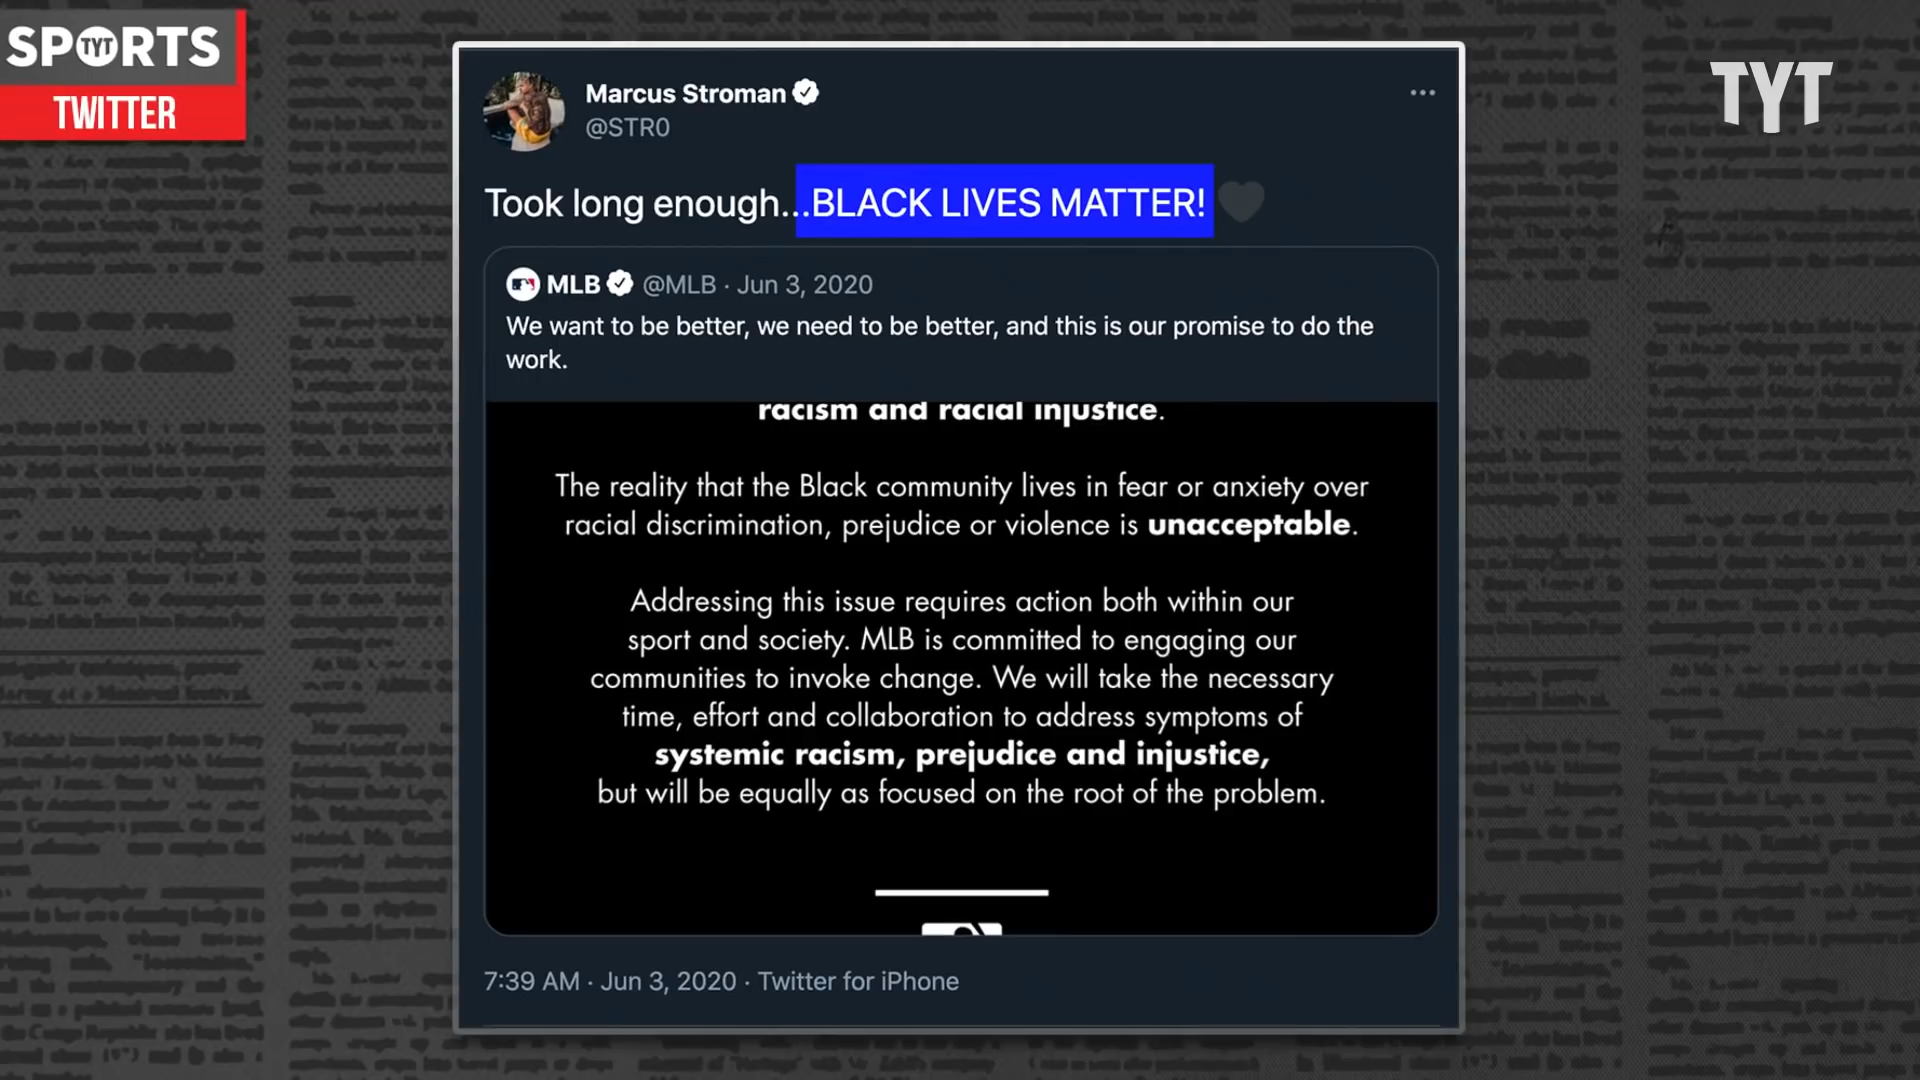 SPORTS
TYT
TWITTER
TYT
Marcus Stroman
@STR0
Took long enough...BLACK LIVES MATTER!
MLB @MLB · Jun 3, 2020
We want to be better, we need to be better, and this is our promise to do the
work.
racism and racial injustice.
The reality that the Black community lives in fear or anxiety over
racial discrimination, prejudice or violence is unacceptable.
Addressing this issue requires action both within our
sport and society. MLB is committed to engaging our
communities to invoke change. We will take the necessary
time, effort and collaboration to address symptoms of
systemic racism, prejudice and injustice,
but will be equally as focused on the root of the problem.
7:39 AM · Jun 3, 2020 · Twitter for iPhone